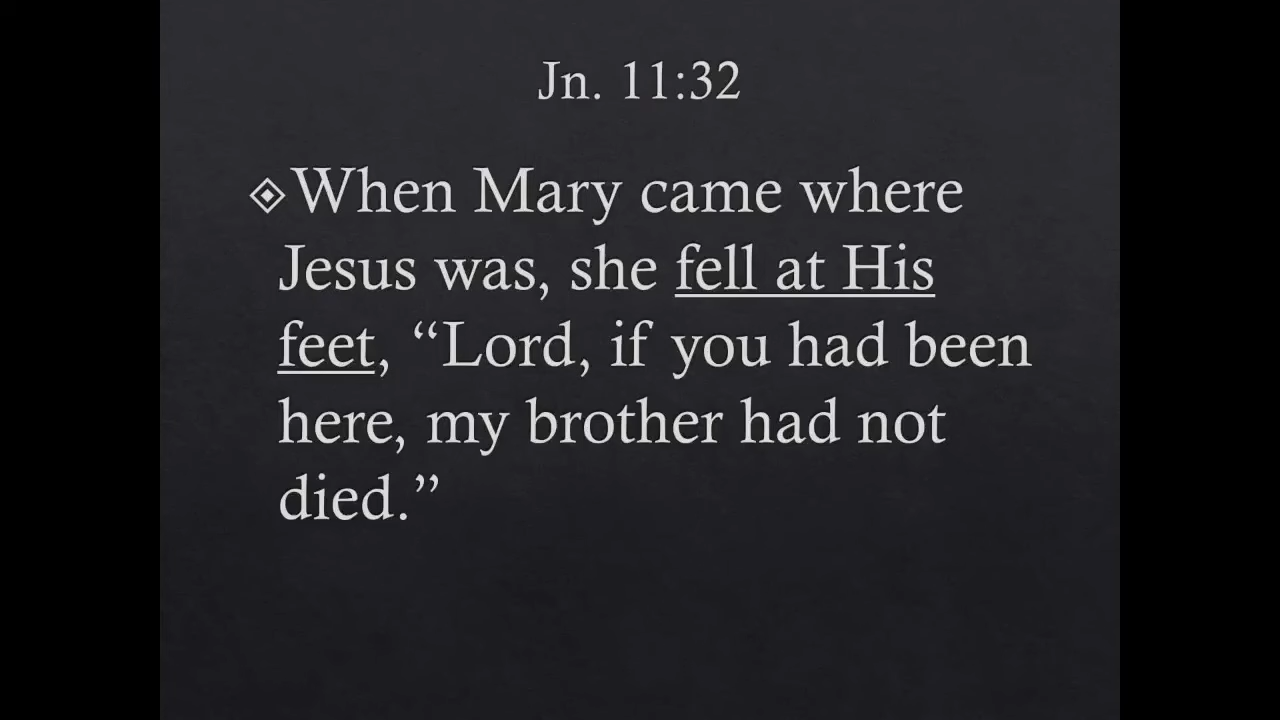 Jn. 11:32
When Mary came where
Jesus was, she fell at His
feet, “Lord, if you had been
here, my brother had not
died.”